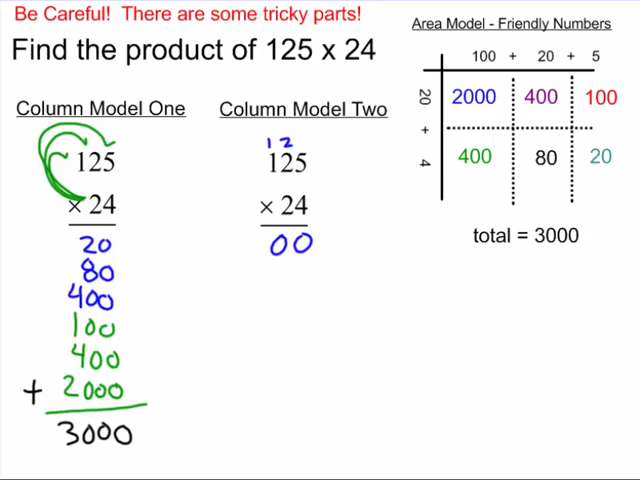 Be Careful! There are some tricky parts!
Find the product of 125 x 24
Column Model One
125
× 24
20
80
400
100
400
+ 2000
3000
Column Model Two
1 2
125
× 24
00
Area Model - Friendly Numbers
100 + 20 + 5
20 2000 400 100
+
4 400 80 20
total = 3000